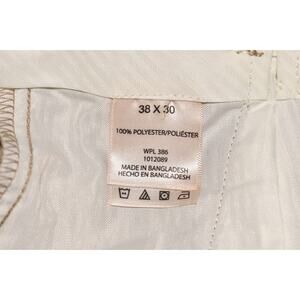 38 X 30
100% POLYESTER/POLIÉSTER
WPL 386
1012089
MADE IN BANGLADESH
HECHO EN BANGLADESH